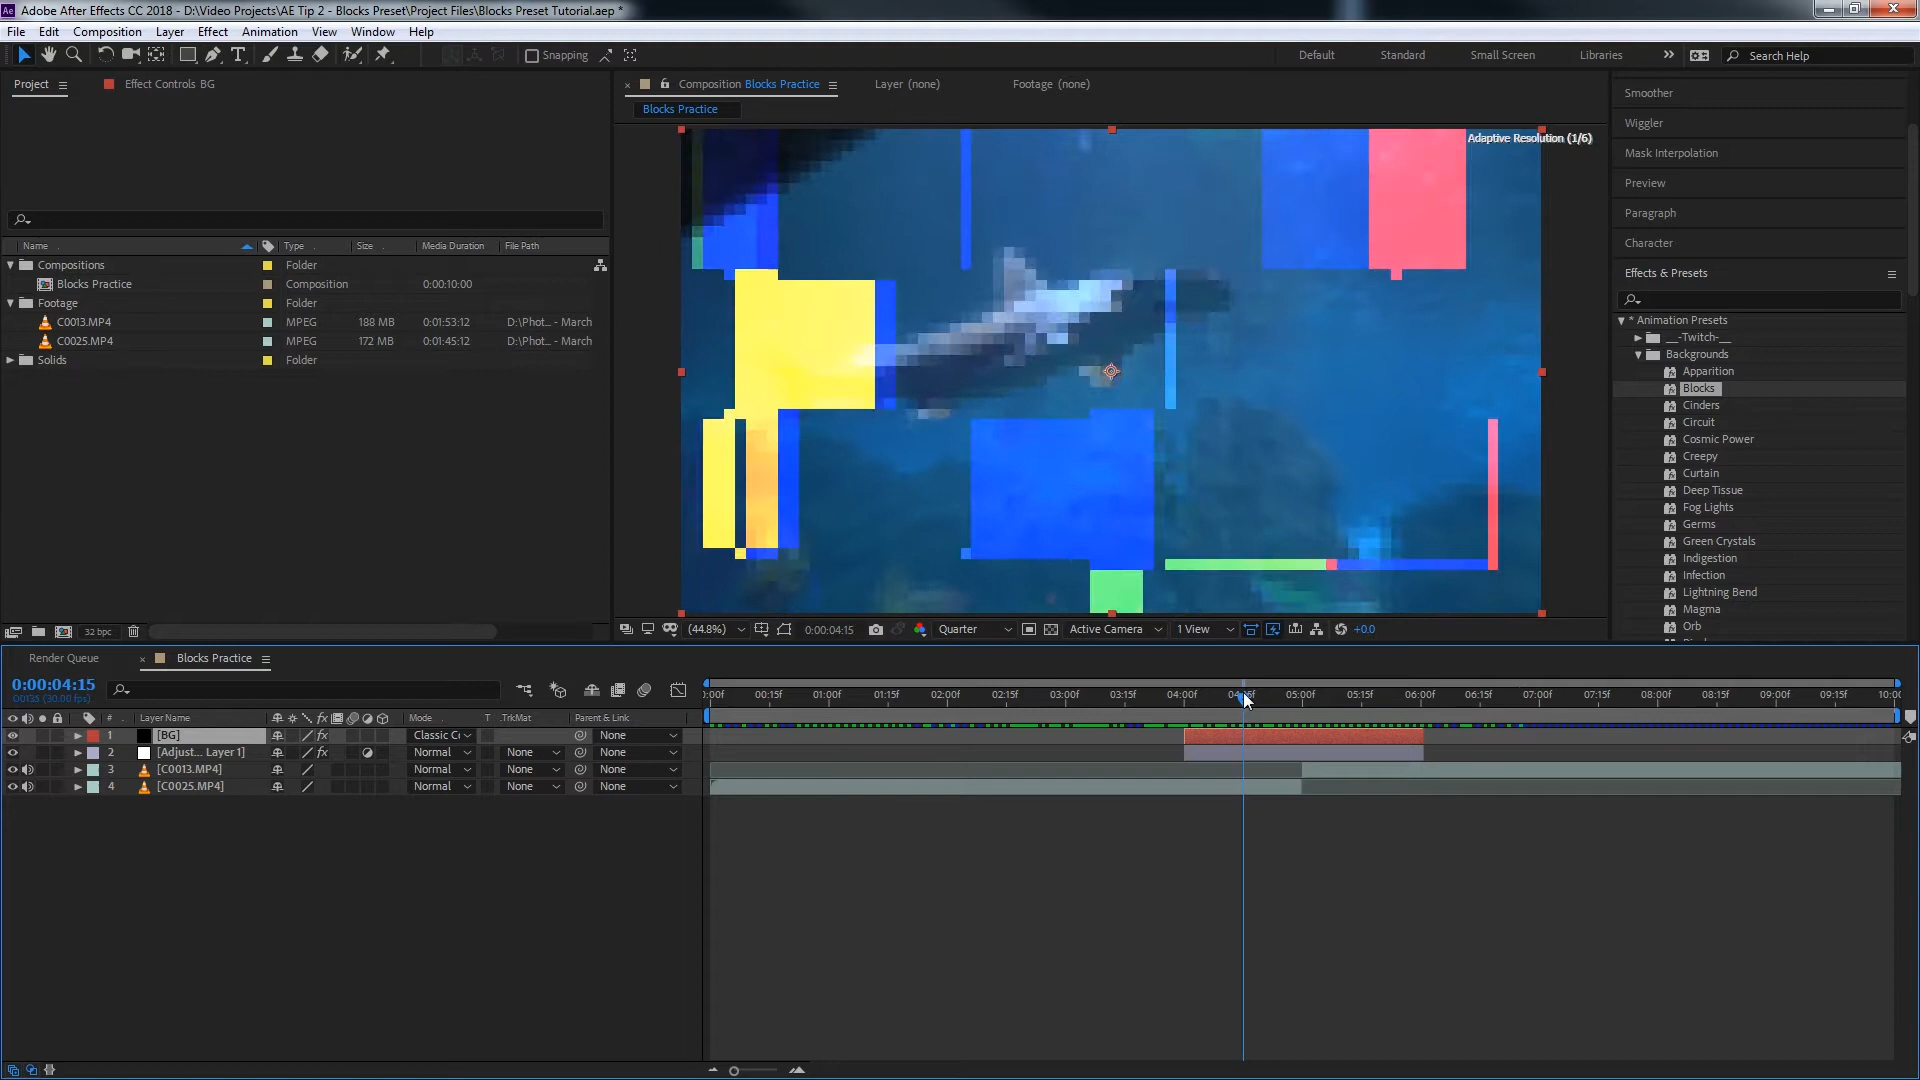 Adobe After Effects CC 2018 - D:\Video Projects\AE Tip 2 - Blocks Preset\Project Files\Blocks Preset Tutorial.aep *
File Edit Composition Layer Effect Animation View Window Help
Snapping Default Standard Small Screen Libraries Search Help
Project Effect Controls BG Composition Blocks Practice Layer (none) Footage (none)
Blocks Practice
Adaptive Resolution (1/6)
Name Type Size Media Duration File Path
Compositions Folder
Blocks Practice Composition 0:00:10:00
Footage Folder
C0013.MP4 MPEG 188 MB 0:01:53:12 D:\Phot... - March
C0025.MP4 MPEG 172 MB 0:01:45:12 D:\Phot... - March
Solids Folder
32 bpc
(44.8%) 0:00:04:15 Quarter Active Camera 1 View +0.0
Smoother
Wiggler
Mask Interpolation
Preview
Paragraph
Character
Effects & Presets
* Animation Presets
__-Twitch-__
Backgrounds
Apparition
Blocks
Cinders
Circuit
Cosmic Power
Creepy
Curtain
Deep Tissue
Fog Lights
Germs
Green Crystals
Indigestion
Infection
Lightning Bend
Magma
Orb
Render Queue Blocks Practice
0:00:04:15
00135 (30.00 fps)
:00f 00:15f 01:00f 01:15f 02:00f 02:15f 03:00f 03:15f 04:00f 05:00f 05:15f 06:00f 06:15f 07:00f 07:15f 08:00f 08:15f 09:00f 09:15f 10:00
# Layer Name fx Mode T .TrkMat Parent & Link
1 [BG] fx Classic Co None
2 [Adjust... Layer 1] fx Normal None None
3 [C0013.MP4] Normal None None
4 [C0025.MP4] Normal None None